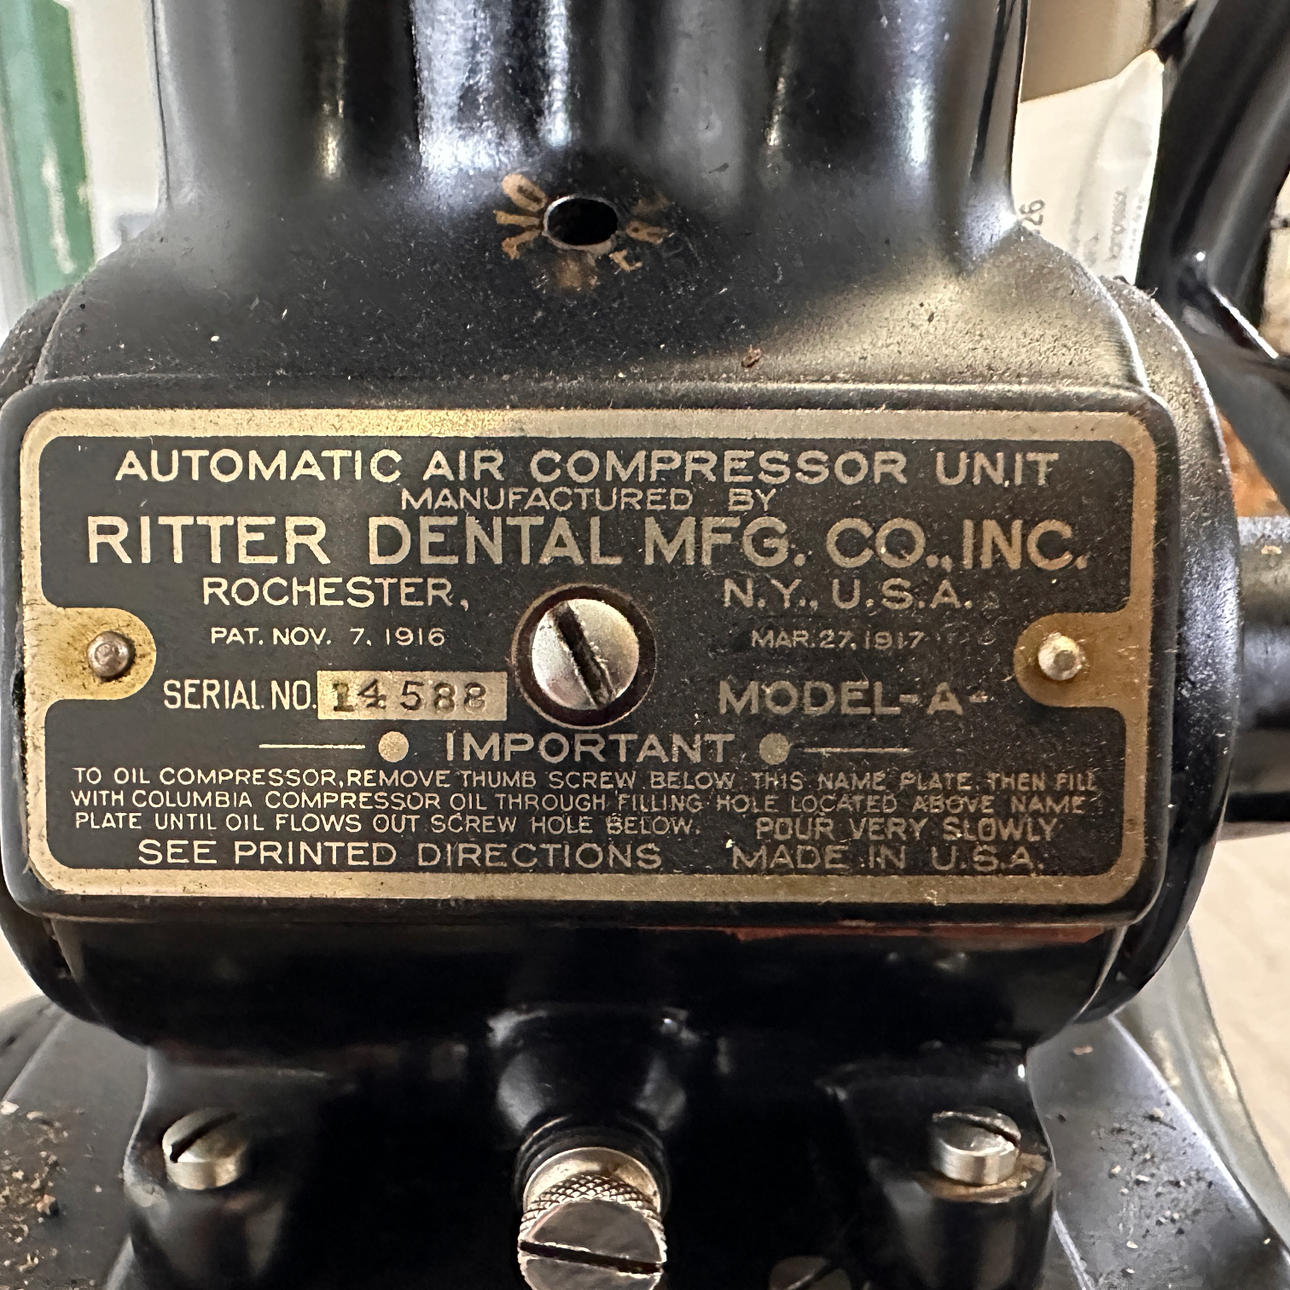 AUTOMATIC AIR COMPRESSOR UNIT
MANUFACTURED BY
RITTER DENTAL MFG. CO., INC.
ROCHESTER, N.Y., U.S.A.
PAT. NOV. 7, 1916 MAR. 27, 1917
SERIAL NO. 14588 MODEL-A-
IMPORTANT
TO OIL COMPRESSOR, REMOVE THUMB SCREW BELOW THIS NAME PLATE. THEN FILL
WITH COLUMBIA COMPRESSOR OIL THROUGH FILLING HOLE LOCATED ABOVE NAME
PLATE UNTIL OIL FLOWS OUT SCREW HOLE BELOW. POUR VERY SLOWLY
SEE PRINTED DIRECTIONS MADE IN U.S.A.